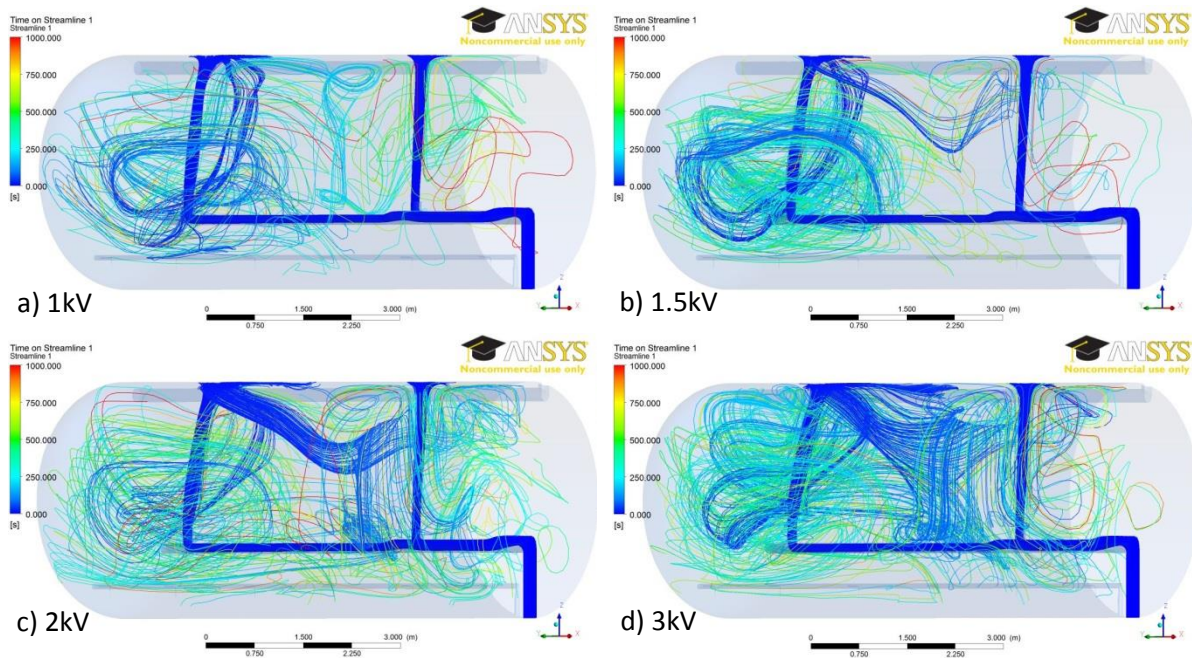 Time on Streamline 1
Streamline 1
1000.000
750.000
500.000
250.000
0.000
[s]
ANSYS
Noncommercial use only
a) 1kV
0 1.500 3.000 (m)
0.750 2.250
Z
Y X
Time on Streamline 1
Streamline 1
1000.000
750.000
500.000
250.000
0.000
[s]
ANSYS
Noncommercial use only
b) 1.5kV
0 1.500 3.000 (m)
0.750 2.250
Z
Y X
Time on Streamline 1
Streamline 1
1000.000
750.000
500.000
250.000
0.000
[s]
ANSYS
Noncommercial use only
c) 2kV
0 1.500 3.000 (m)
0.750 2.250
Z
Y X
Time on Streamline 1
Streamline 1
1000.000
750.000
500.000
250.000
0.000
[s]
ANSYS
Noncommercial use only
d) 3kV
0 1.500 3.000 (m)
0.750 2.250
Z
Y X